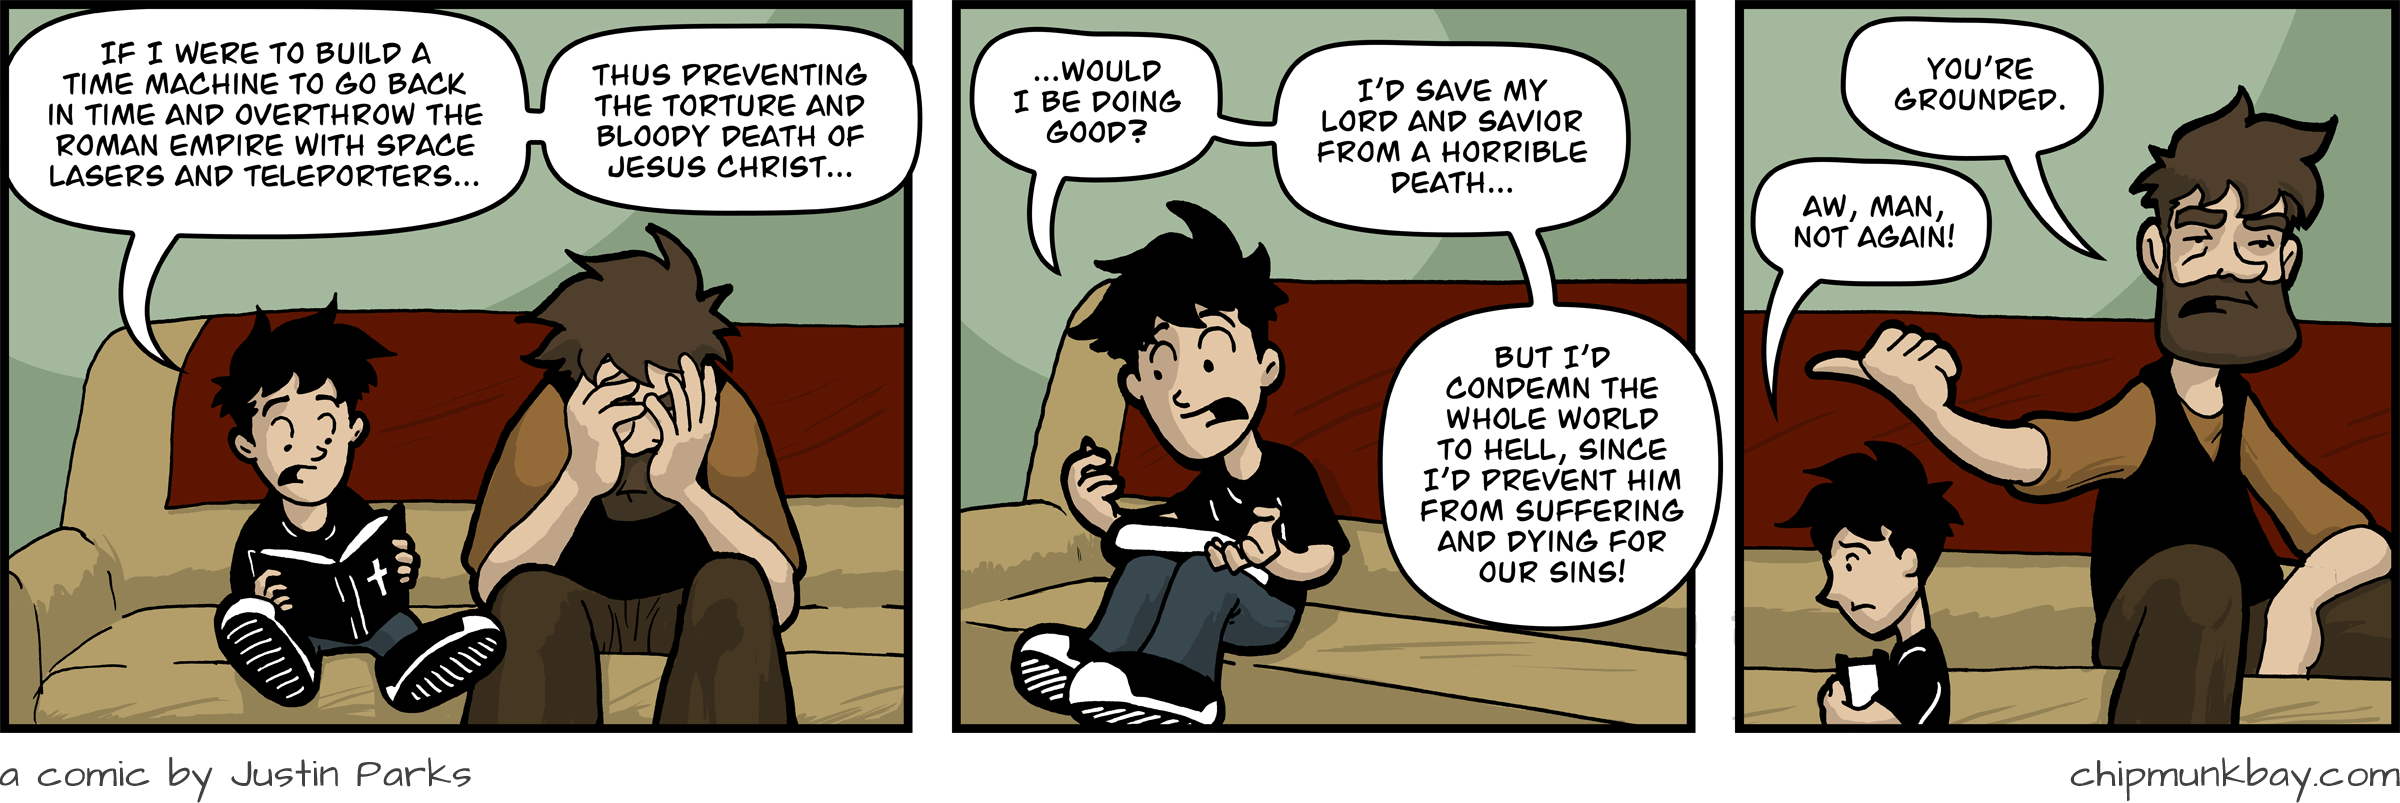 IF I WERE TO BUILD A
TIME MACHINE TO GO BACK
IN TIME AND OVERTHROW THE
ROMAN EMPIRE WITH SPACE
LASERS AND TELEPORTERS...
THUS PREVENTING
THE TORTURE AND
BLOODY DEATH OF
JESUS CHRIST...
...WOULD
I BE DOING
GOOD?
I'D SAVE MY
LORD AND SAVIOR
FROM A HORRIBLE
DEATH...
BUT I'D
CONDEMN THE
WHOLE WORLD
TO HELL, SINCE
I'D PREVENT HIM
FROM SUFFERING
AND DYING FOR
OUR SINS!
YOU'RE
GROUNDED.
AW, MAN,
NOT AGAIN!
a comic by Justin Parks
chipmunkbay.com